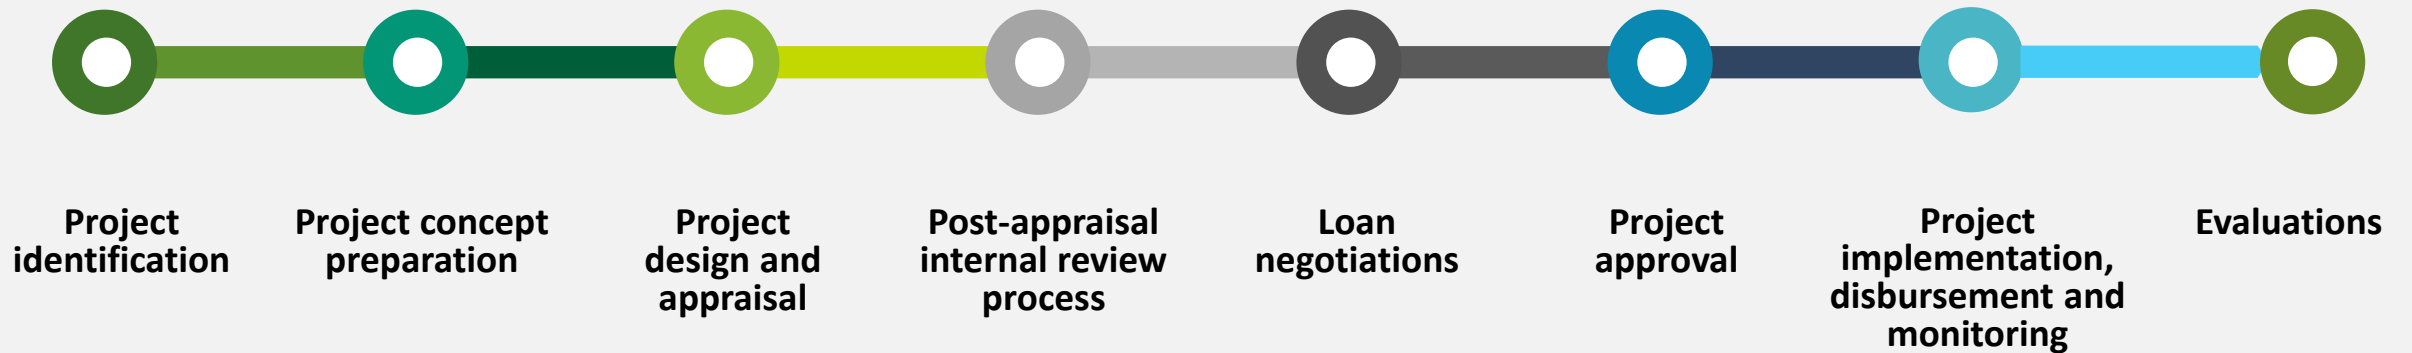 Project
identification
Project concept
preparation
Project
design and
appraisal
Post-appraisal
internal review
process
Loan
negotiations
Project
approval
Project
implementation,
disbursement and
monitoring
Evaluations